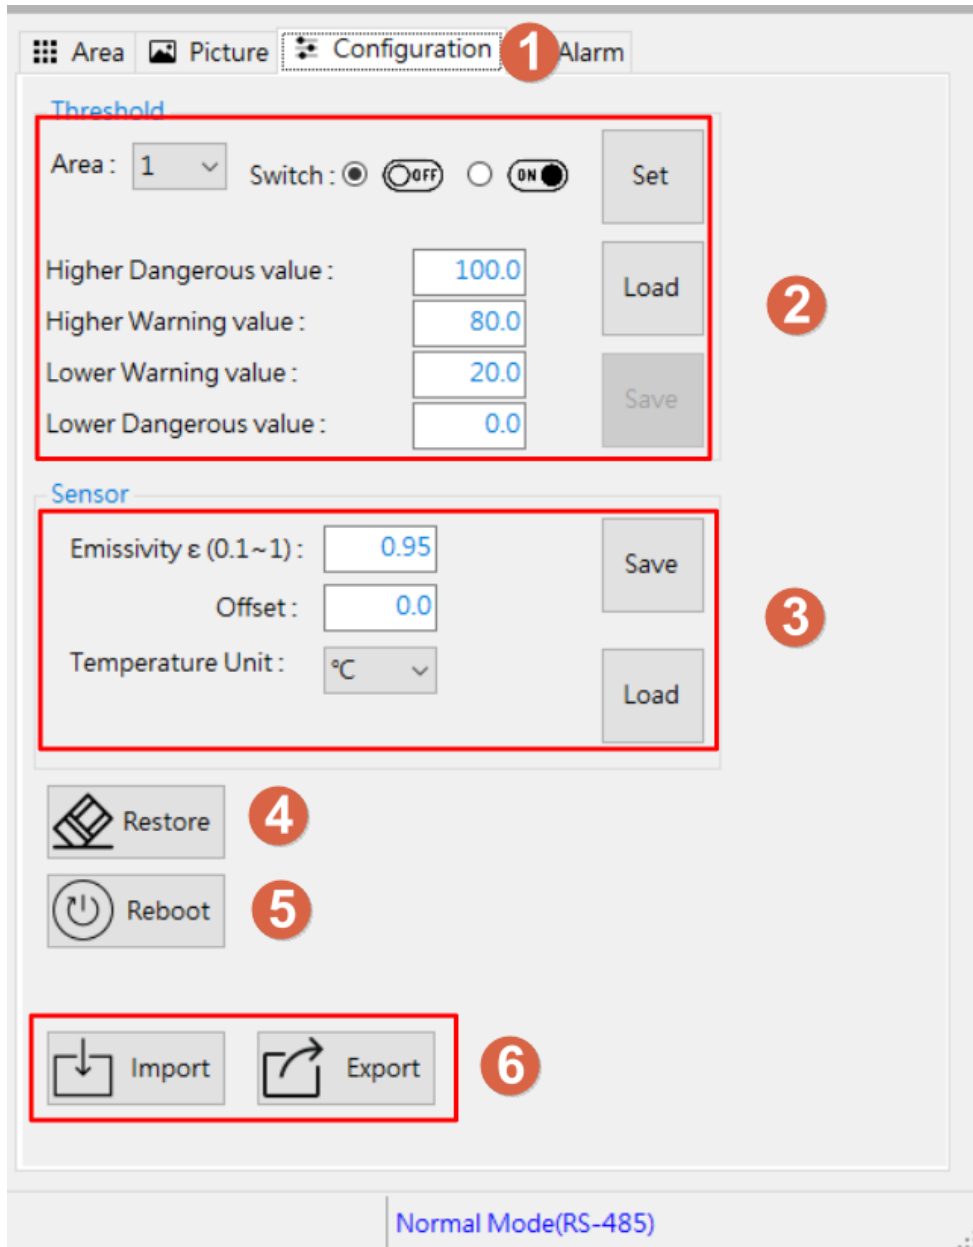 Area Picture Configuration 1 Alarm
Threshold
Area : 1 Switch : OFF ON Set
Higher Dangerous value : 100.0
Load
2
Higher Warning value : 80.0
Lower Warning value : 20.0
Save
Lower Dangerous value : 0.0
Sensor
Emissivity ε (0.1~1) : 0.95 Save
Offset : 0.0
3
Temperature Unit : °C
Load
Restore 4
Reboot 5
Import Export 6
Normal Mode(RS-485)